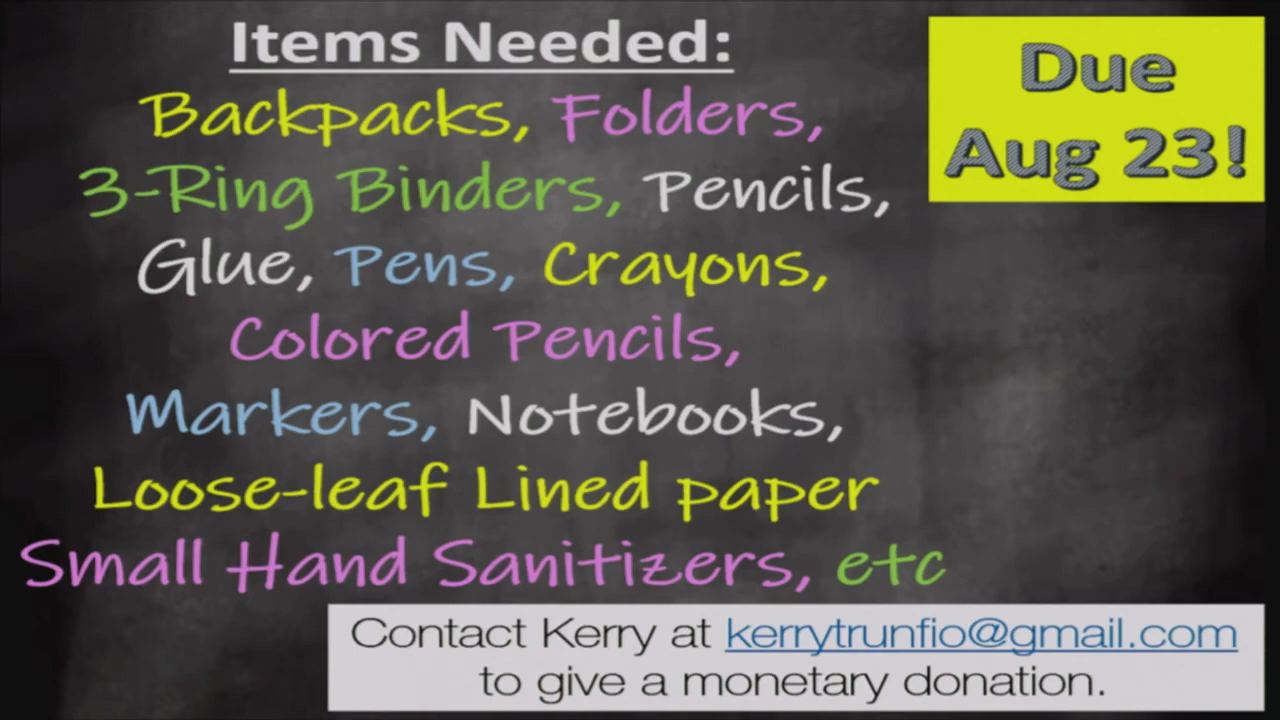 Items Needed:
Backpacks, Folders,
3-Ring Binders, Pencils,
Glue, Pens, Crayons,
Colored Pencils,
Markers, Notebooks,
Loose-leaf Lined paper
Small Hand Sanitizers, etc
Due
Aug 23!
Contact Kerry at kerrytrunfio@gmail.com
to give a monetary donation.